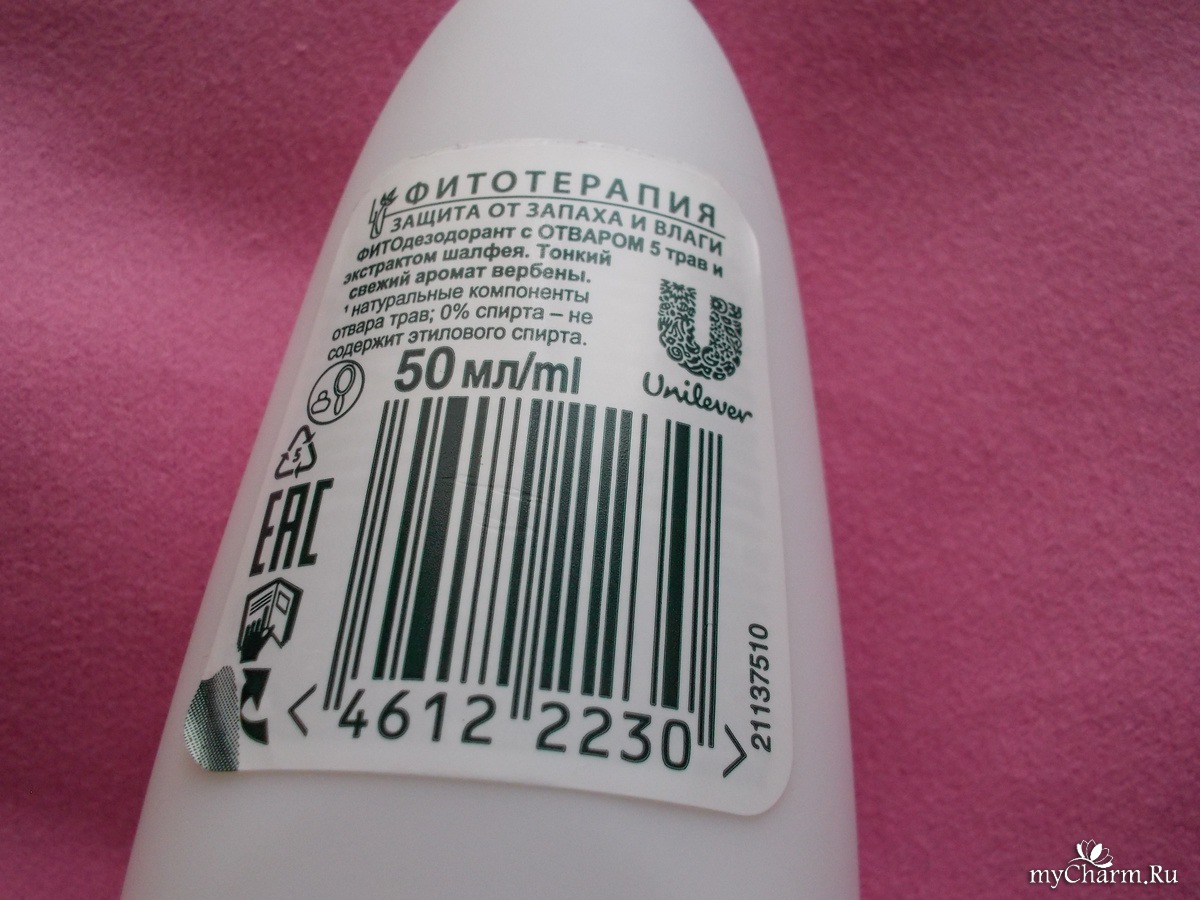 ФИТОТЕРАПИЯ
ЗАЩИТА ОТ ЗАПАХА И ВЛАГИ
ФИТОдезодорант с ОТВАРОМ 5 трав и
экстрактом шалфея. Тонкий
свежий аромат вербены.
¹ натуральные компоненты
отвара трав; 0% спирта – не
содержит этилового спирта.
50 мл/ml
Unilever
5
EAC
< 4612 2230 >
21137510
myCharm.Ru